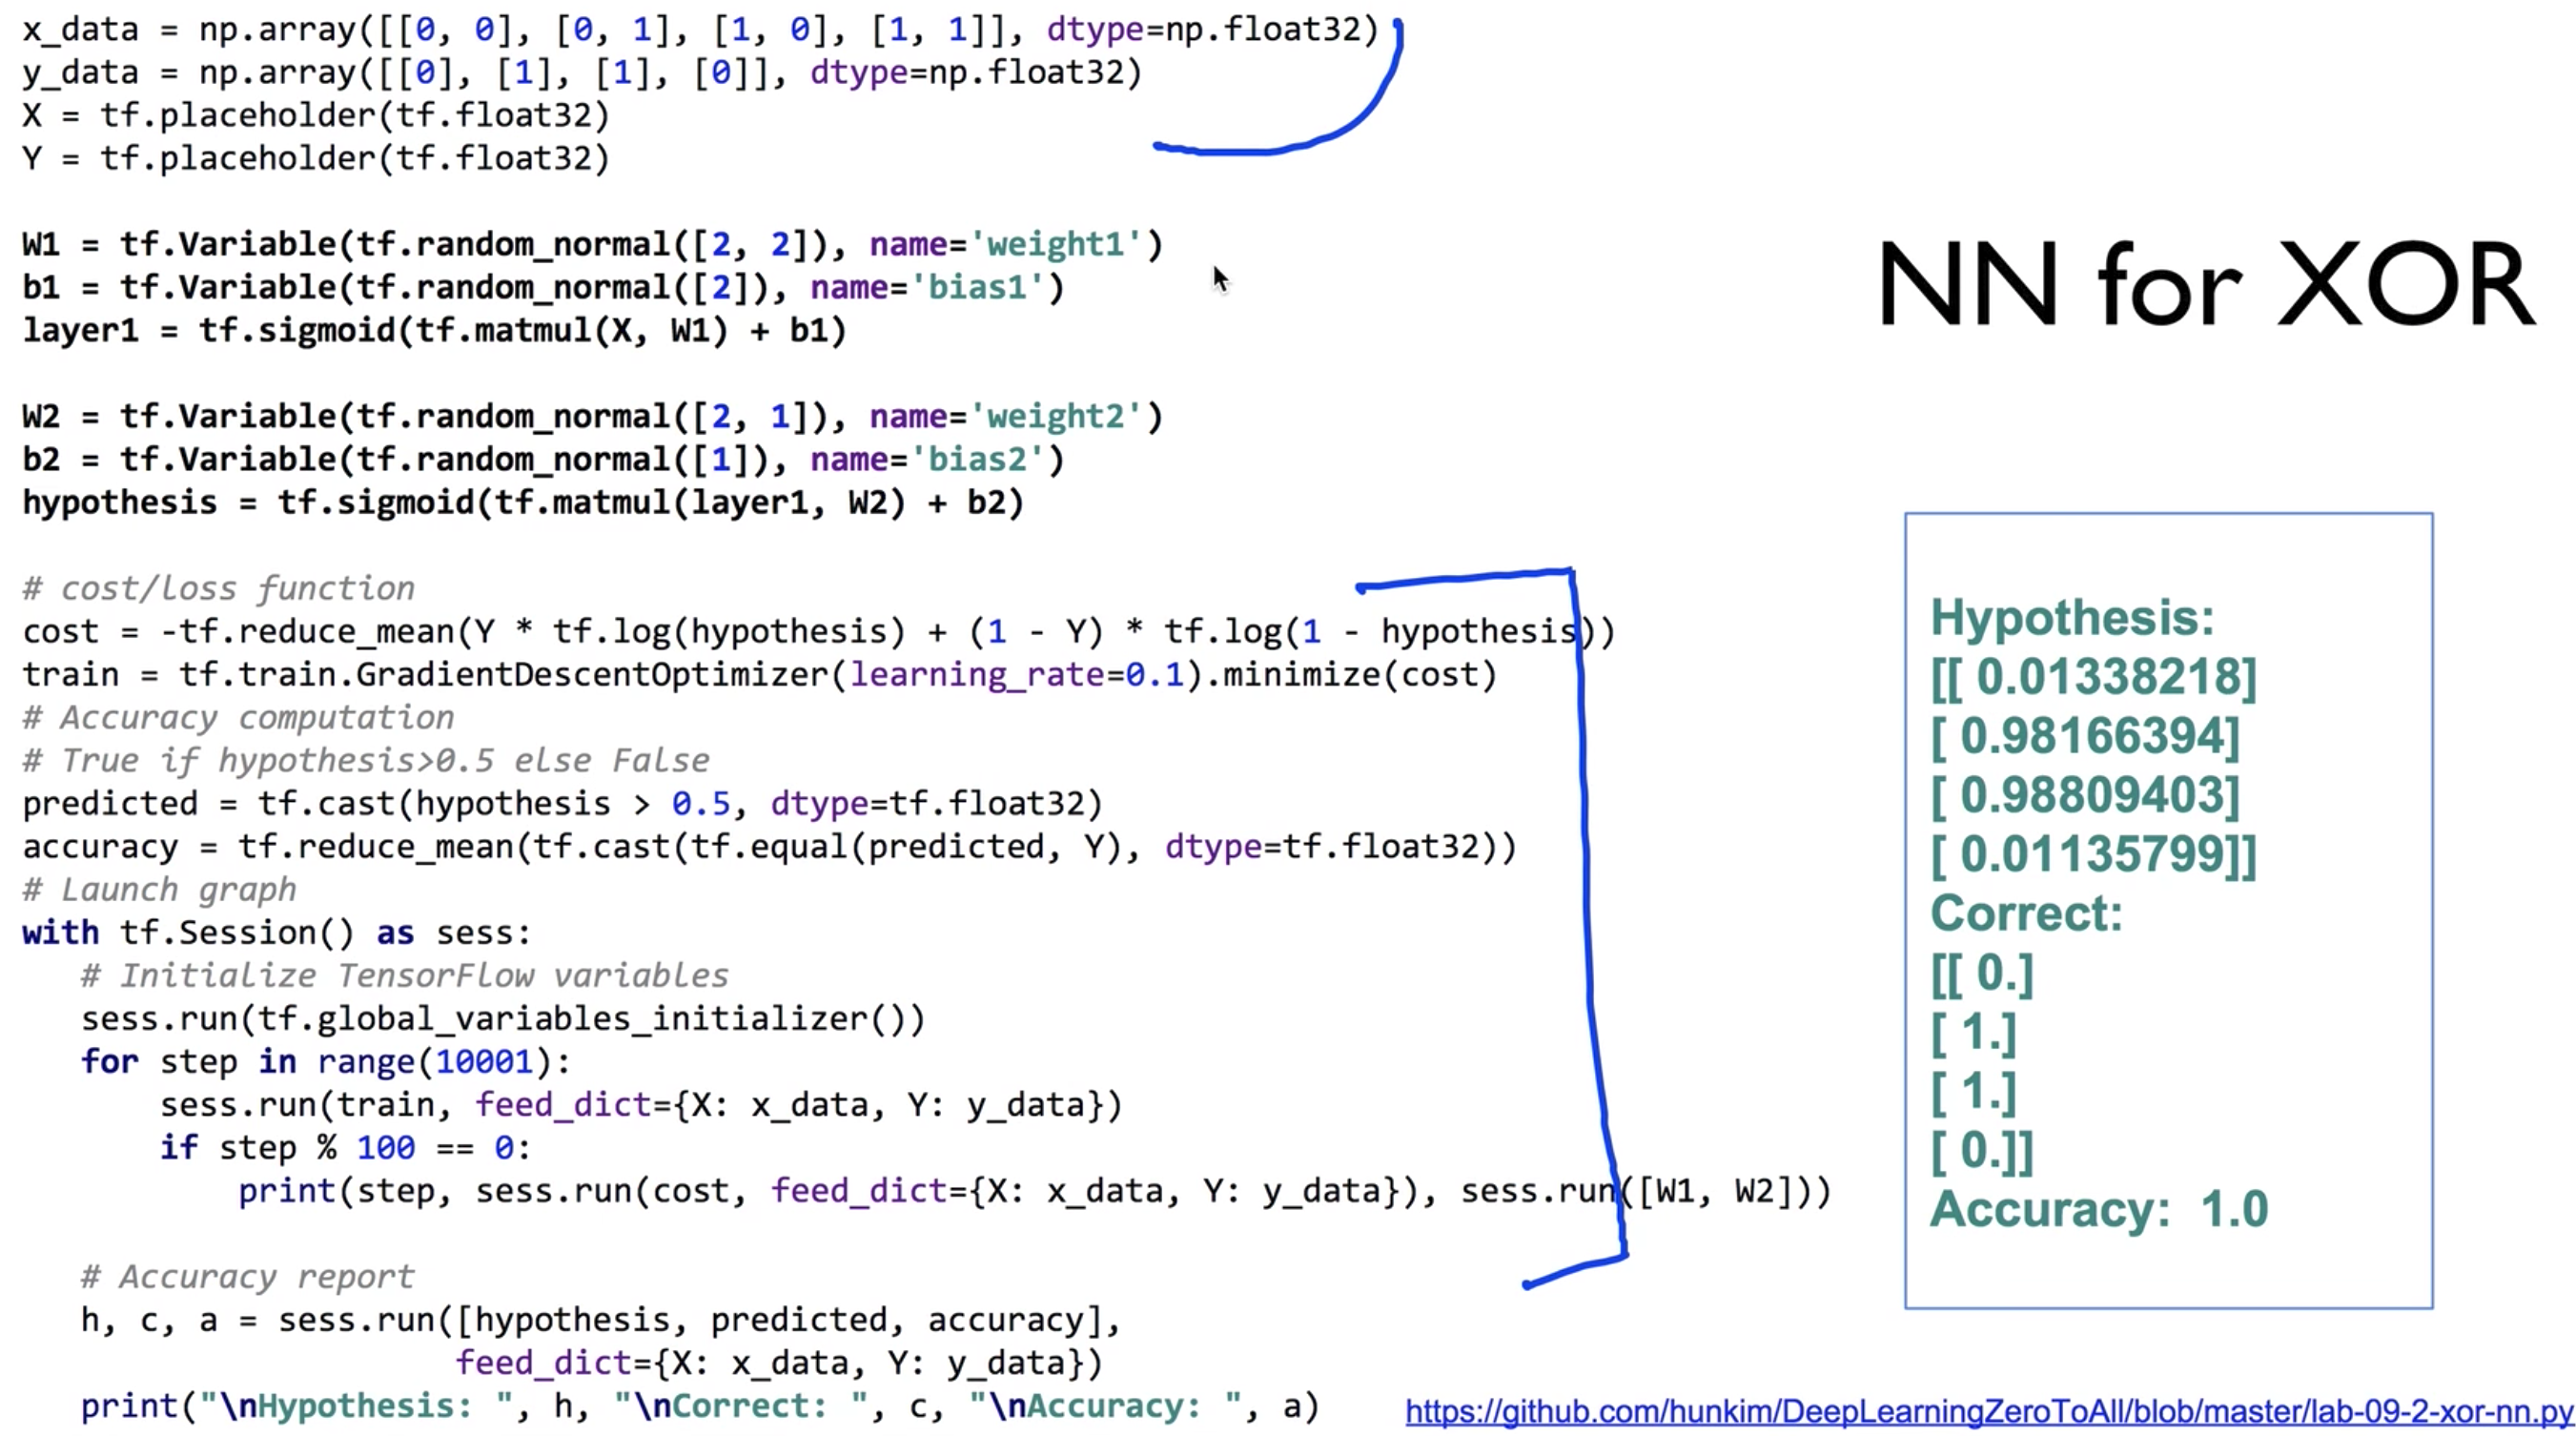 x_data = np.array([[0, 0], [0, 1], [1, 0], [1, 1]], dtype=np.float32)
y_data = np.array([[0], [1], [1], [0]], dtype=np.float32)
X = tf.placeholder(tf.float32)
Y = tf.placeholder(tf.float32)
W1 = tf.Variable(tf.random_normal([2, 2]), name='weight1')
b1 = tf.Variable(tf.random_normal([2]), name='bias1')
layer1 = tf.sigmoid(tf.matmul(X, W1) + b1)
W2 = tf.Variable(tf.random_normal([2, 1]), name='weight2')
b2 = tf.Variable(tf.random_normal([1]), name='bias2')
hypothesis = tf.sigmoid(tf.matmul(layer1, W2) + b2)
# cost/loss function
cost = -tf.reduce_mean(Y * tf.log(hypothesis) + (1 - Y) * tf.log(1 - hypothesis))
train = tf.train.GradientDescentOptimizer(learning_rate=0.1).minimize(cost)
# Accuracy computation
# True if hypothesis>0.5 else False
predicted = tf.cast(hypothesis > 0.5, dtype=tf.float32)
accuracy = tf.reduce_mean(tf.cast(tf.equal(predicted, Y), dtype=tf.float32))
# Launch graph
with tf.Session() as sess:
    # Initialize TensorFlow variables
    sess.run(tf.global_variables_initializer())
    for step in range(10001):
        sess.run(train, feed_dict={X: x_data, Y: y_data})
        if step % 100 == 0:
            print(step, sess.run(cost, feed_dict={X: x_data, Y: y_data}), sess.run([W1, W2]))
    # Accuracy report
    h, c, a = sess.run([hypothesis, predicted, accuracy],
                       feed_dict={X: x_data, Y: y_data})
    print("\nHypothesis: ", h, "\nCorrect: ", c, "\nAccuracy: ", a)
NN for XOR
Hypothesis:
[[ 0.01338218]
[ 0.98166394]
[ 0.98809403]
[ 0.01135799]]
Correct:
[[ 0.]
[ 1.]
[ 1.]
[ 0.]]
Accuracy:  1.0
https://github.com/hunkim/DeepLearningZeroToAll/blob/master/lab-09-2-xor-nn.py